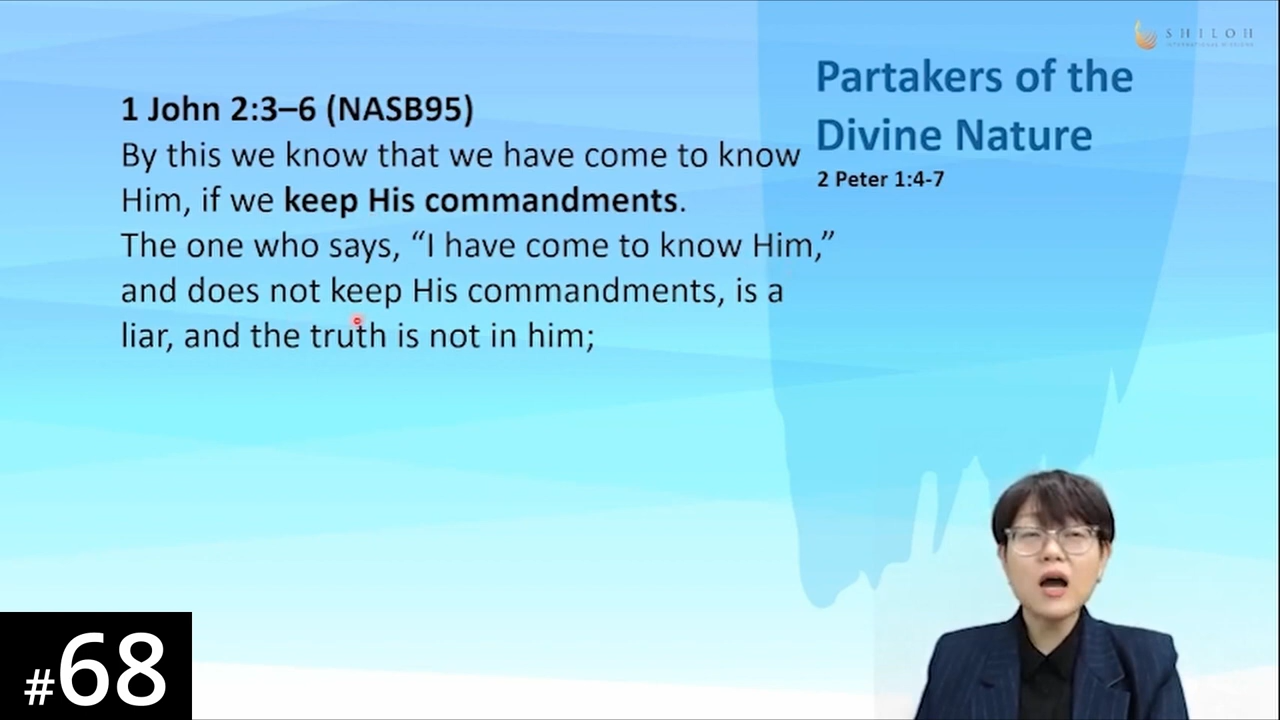 SHILOH
INTERNATIONAL MISSIONS
Partakers of the
Divine Nature
2 Peter 1:4-7
1 John 2:3–6 (NASB95)
By this we know that we have come to know
Him, if we keep His commandments.
The one who says, “I have come to know Him,”
and does not keep His commandments, is a
liar, and the truth is not in him;
#68